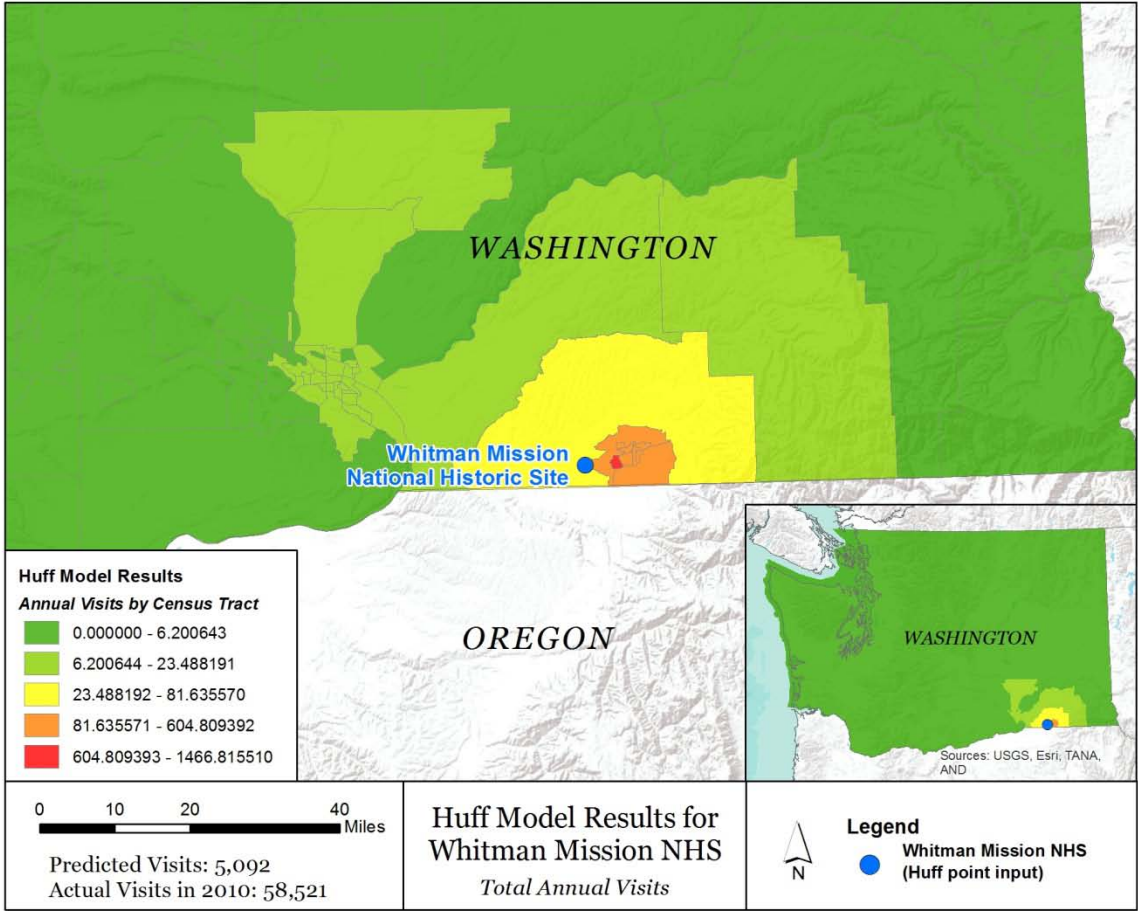 WASHINGTON
Whitman Mission
National Historic Site
OREGON
Huff Model Results
Annual Visits by Census Tract
0.000000 - 6.200643
6.200644 - 23.488191
23.488192 - 81.635570
81.635571 - 604.809392
604.809393 - 1466.815510
WASHINGTON
Sources: USGS, Esri, TANA,
AND
0 10 20 40
Miles
Predicted Visits: 5,092
Actual Visits in 2010: 58,521
Huff Model Results for
Whitman Mission NHS
Total Annual Visits
N
Legend
Whitman Mission NHS
(Huff point input)